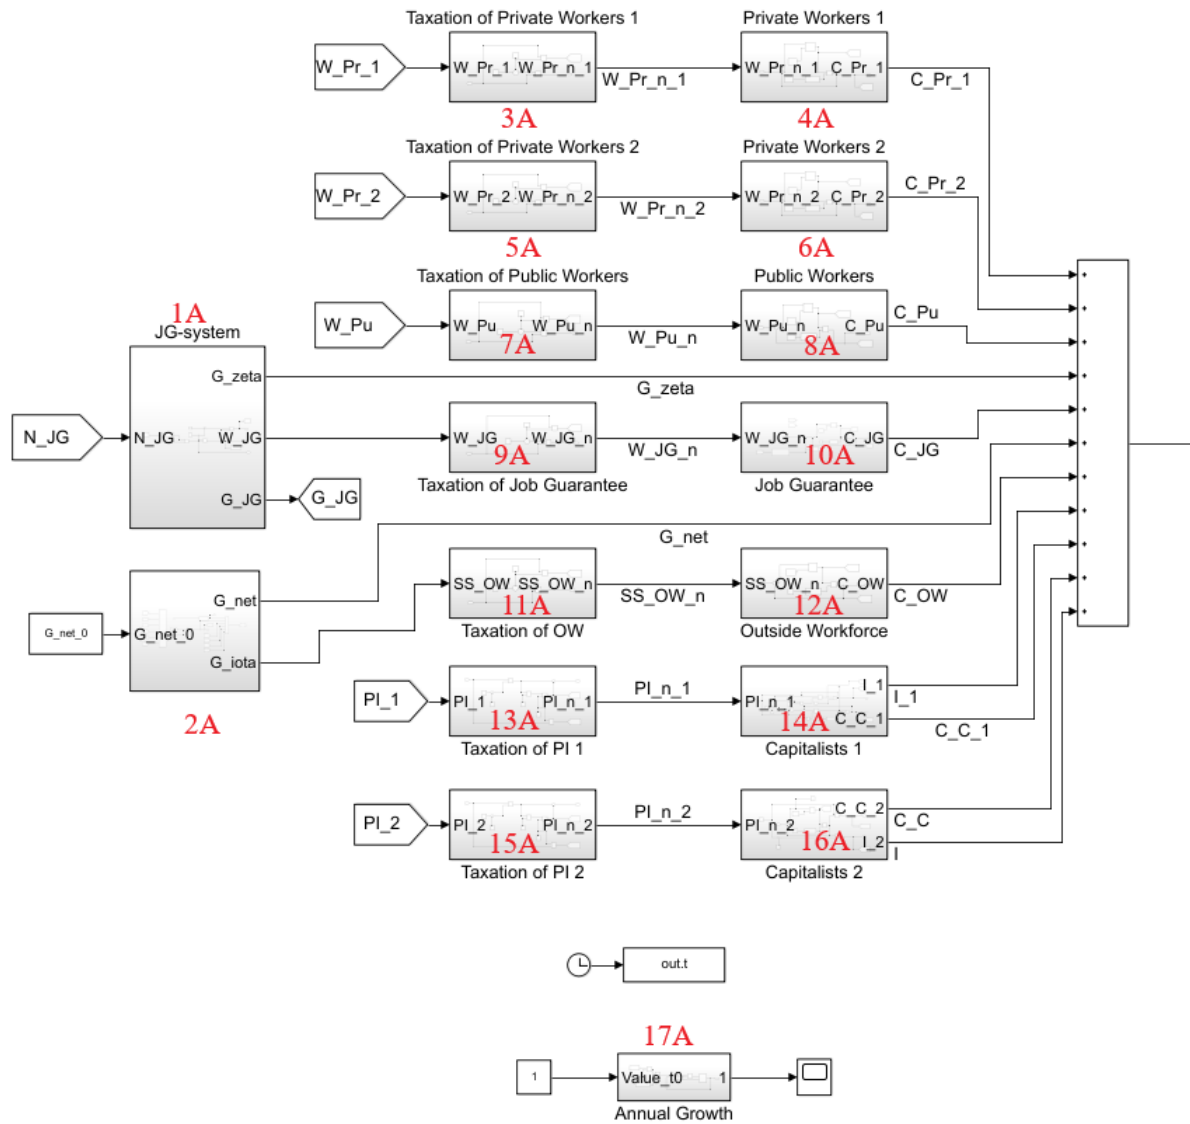 Taxation of Private Workers 1
Private Workers 1
W_Pr_1
W_Pr_1 W_Pr_n_1
W_Pr_n_1
W_Pr_n_1 C_Pr_1
C_Pr_1
3A
4A
Taxation of Private Workers 2
Private Workers 2
W_Pr_2
W_Pr_2 W_Pr_n_2
W_Pr_n_2
W_Pr_n_2 C_Pr_2
C_Pr_2
5A
6A
Taxation of Public Workers
Public Workers
W_Pu
W_Pu W_Pu_n
7A
W_Pu_n
W_Pu_n C_Pu
8A
C_Pu
1A
JG-system
G_zeta
G_zeta
N_JG
N_JG W_JG
G_JG
G_JG
W_JG W_JG_n
9A
Taxation of Job Guarantee
W_JG_n
W_JG_n C_JG
10A
C_JG
Job Guarantee
G_net
G_net_0
G_net_0
G_net
G_iota
2A
SS_OW SS_OW_n
11A
Taxation of OW
SS_OW_n
SS_OW_n C_OW
12A
C_OW
Outside Workforce
PI_1
PI_1 PI_n_1
13A
Taxation of PI 1
PI_n_1
PI_n_1
I_1
C_C_1
14A
I_1
C_C_1
Capitalists 1
PI_2
PI_2 PI_n_2
15A
Taxation of PI 2
PI_n_2
PI_n_2
C_C_2
I_2
16A
C_C
I
Capitalists 2
+
+
+
+
+
+
+
+
+
+
+
out.t
17A
1
Value_t0 1
Annual Growth